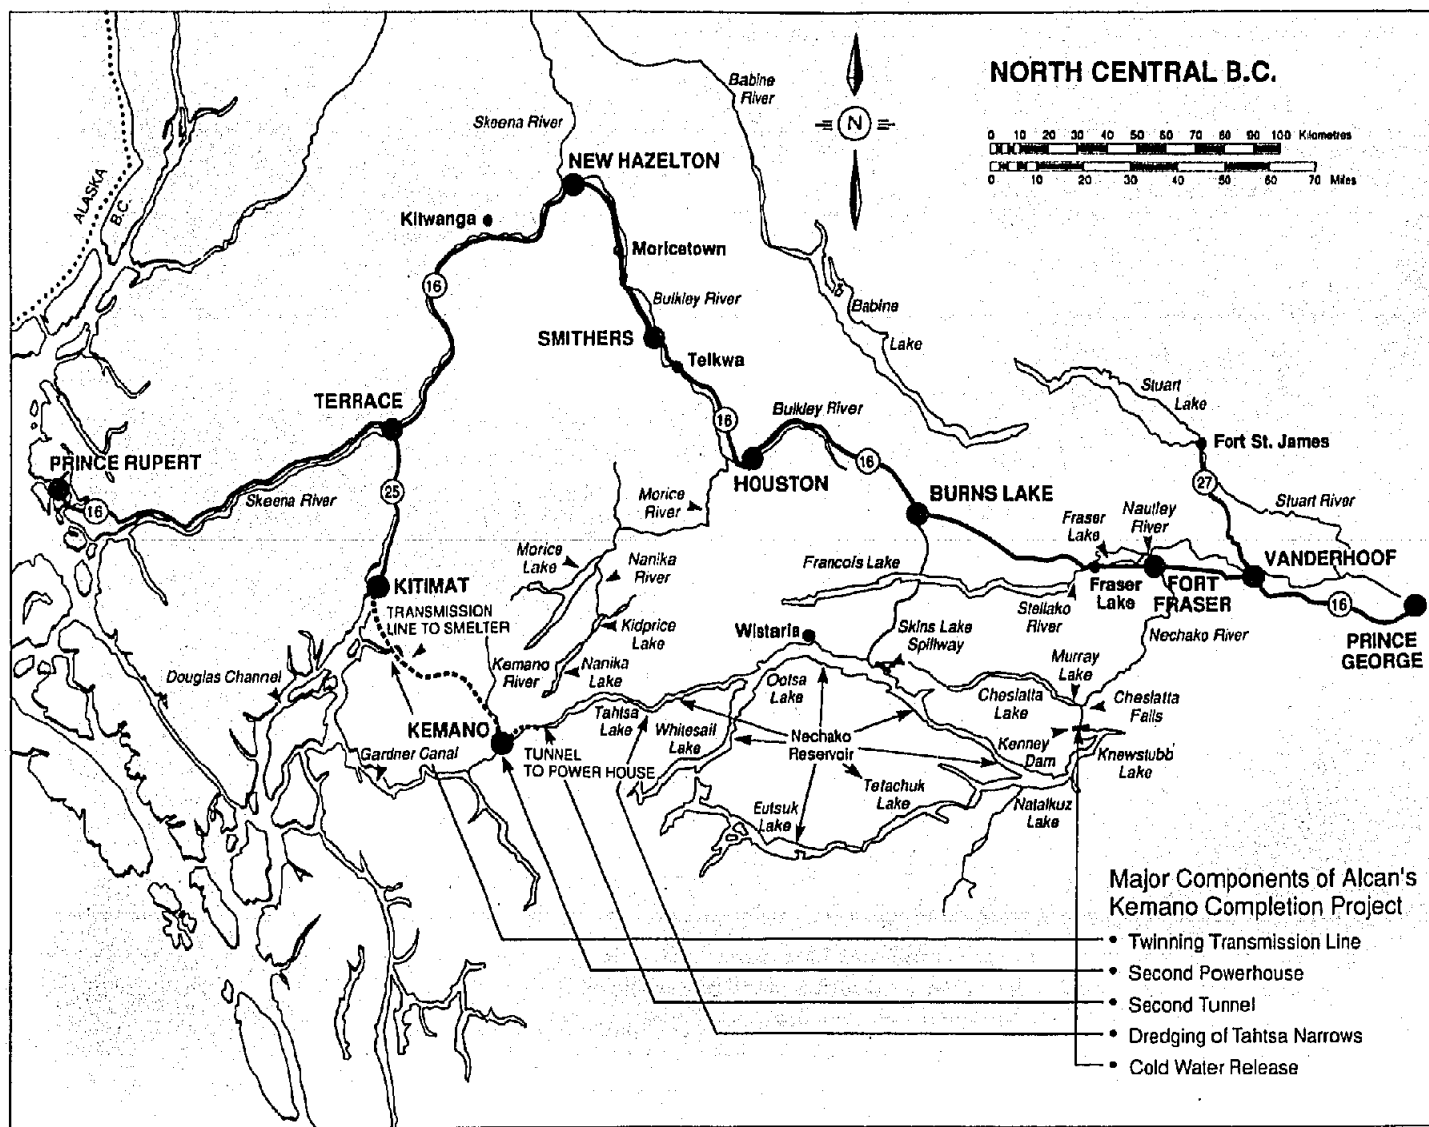 NORTH CENTRAL B.C.
0 10 20 30 40 50 60 70 80 90 100 Kilometres
0 10 20 30 40 50 60 70 Miles
N
ALASKA
B.C.
Skeena River
Babine
River
NEW HAZELTON
Kitwanga
Moricetown
16
Bulkley River
SMITHERS
Telkwa
Babine
Lake
TERRACE
16
Bulkley River
Stuart
Lake
Fort St. James
PRINCE RUPERT
16
Skeena River
25
HOUSTON
16
BURNS LAKE
27
Stuart River
Morice
River
Morice
Lake
Nanika
River
Francois Lake
Fraser
Lake
Nautley
River
VANDERHOOF
KITIMAT
TRANSMISSION
LINE TO SMELTER
Kidprice
Lake
Fraser
Lake
FORT
FRASER
16
PRINCE
GEORGE
Stellako
River
Nechako River
Wistaria
Skins Lake
Spillway
Murray
Lake
Douglas Channel
Kemano
River
Nanika
Lake
Ootsa
Lake
Cheslatta
Lake
Cheslatta
Falls
KEMANO
Tahtsa
Lake
Whitesail
Lake
Nechako
Reservoir
Kenney
Dam
Knewstubb
Lake
Gardner Canal
TUNNEL
TO POWER HOUSE
Tetachuk
Lake
Natalkuz
Lake
Eutsuk
Lake
Major Components of Alcan's
Kemano Completion Project
• Twinning Transmission Line
• Second Powerhouse
• Second Tunnel
• Dredging of Tahtsa Narrows
• Cold Water Release